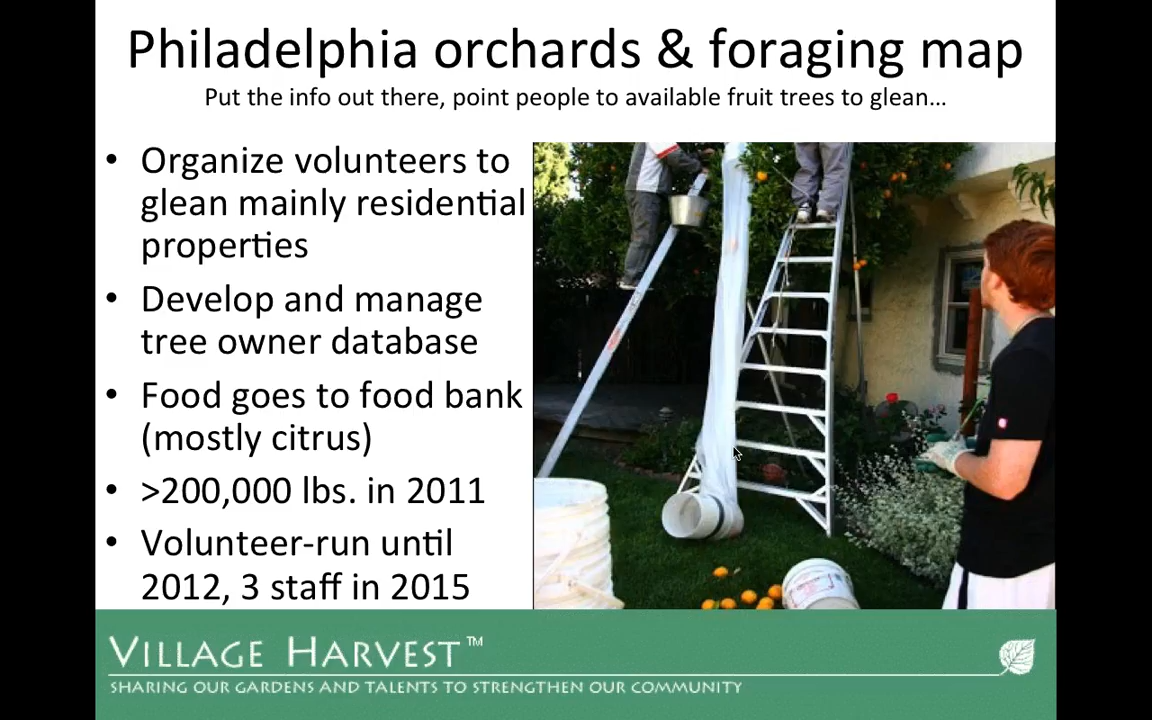 Philadelphia orchards & foraging map
Put the info out there, point people to available fruit trees to glean…
• Organize volunteers to
glean mainly residential
properties
• Develop and manage
tree owner database
• Food goes to food bank
(mostly citrus)
• >200,000 lbs. in 2011
• Volunteer-run until
2012, 3 staff in 2015
VILLAGE HARVEST™
SHARING OUR GARDENS AND TALENTS TO STRENGTHEN OUR COMMUNITY